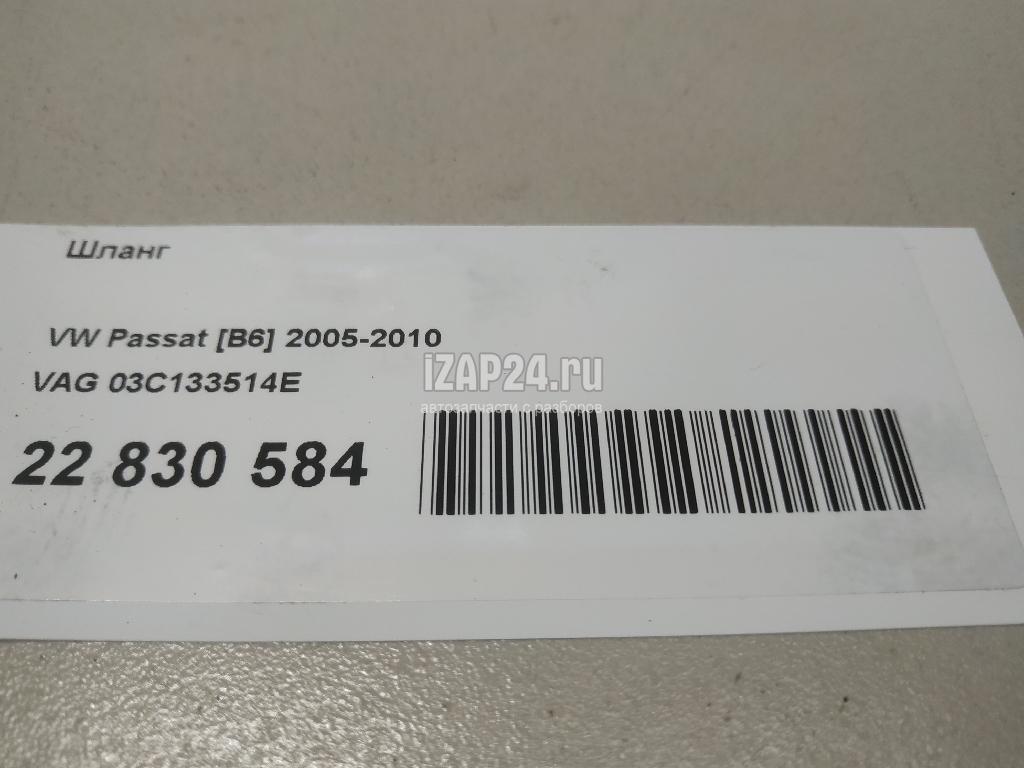 Шланг
VW Passat [B6] 2005-2010
VAG 03C133514E
22 830 584
iZAP24.ru
автозапчасти с разборов